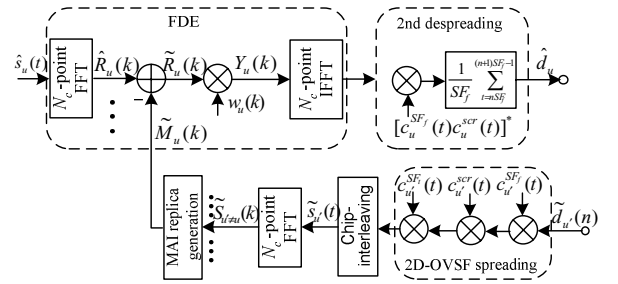 FDE
2nd despreading
ŝ_u(t)
N_c-point FFT
R̂_u(k)
R̃_u(k)
Y_u(k)
w_u(k)
N_c-point IFFT
1/SF_f Σ_{t=nSF_f}^{(n+1)SF_f-1}
d̂_u
[c_u^{SF_f}(t)c_u^{scr}(t)]^*
−
M̃_u(k)
MAI replica generation
S̃_{u'≠u}(k)
N_c-point FFT
s̃_{u'}(t)
Chip-interleaving
c_{u'}^{SF_t}(t) c_{u'}^{scr}(t) c_{u'}^{SF_f}(t)
d̃_{u'}(n)
2D-OVSF spreading